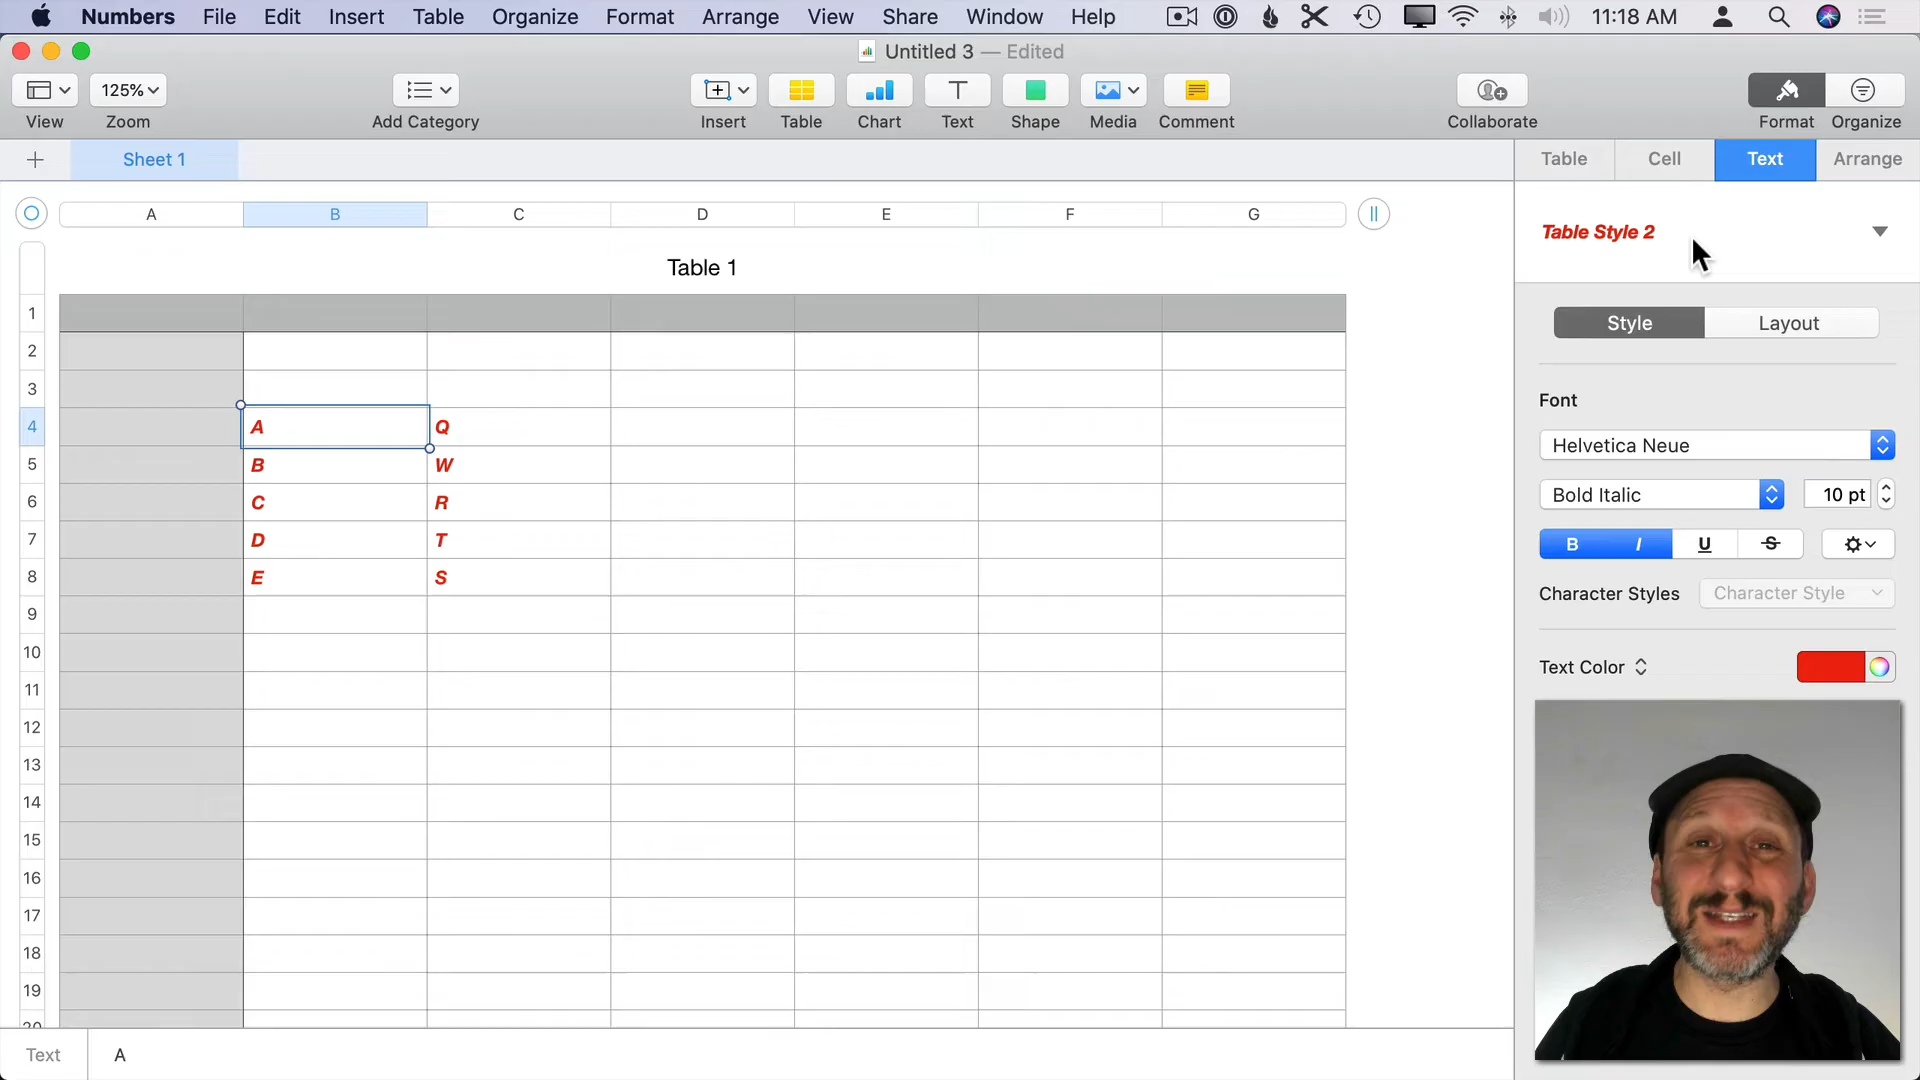 Numbers File Edit Insert Table Organize Format Arrange View Share Window Help 11:18 AM
Untitled 3 — Edited
125%
View Zoom Add Category Insert Table Chart Text Shape Media Comment Collaborate Format Organize
Sheet 1
Table Cell Text Arrange
A B C D E F G
Table Style 2
Table 1
1
Style Layout
2
3
Font
4 A Q
Helvetica Neue
5 B W
6 C R
Bold Italic 10 pt
7 D T
B I U S
8 E S
Character Styles Character Style
9
10
Text Color
11
12
13
14
15
16
17
18
19
20
Text A